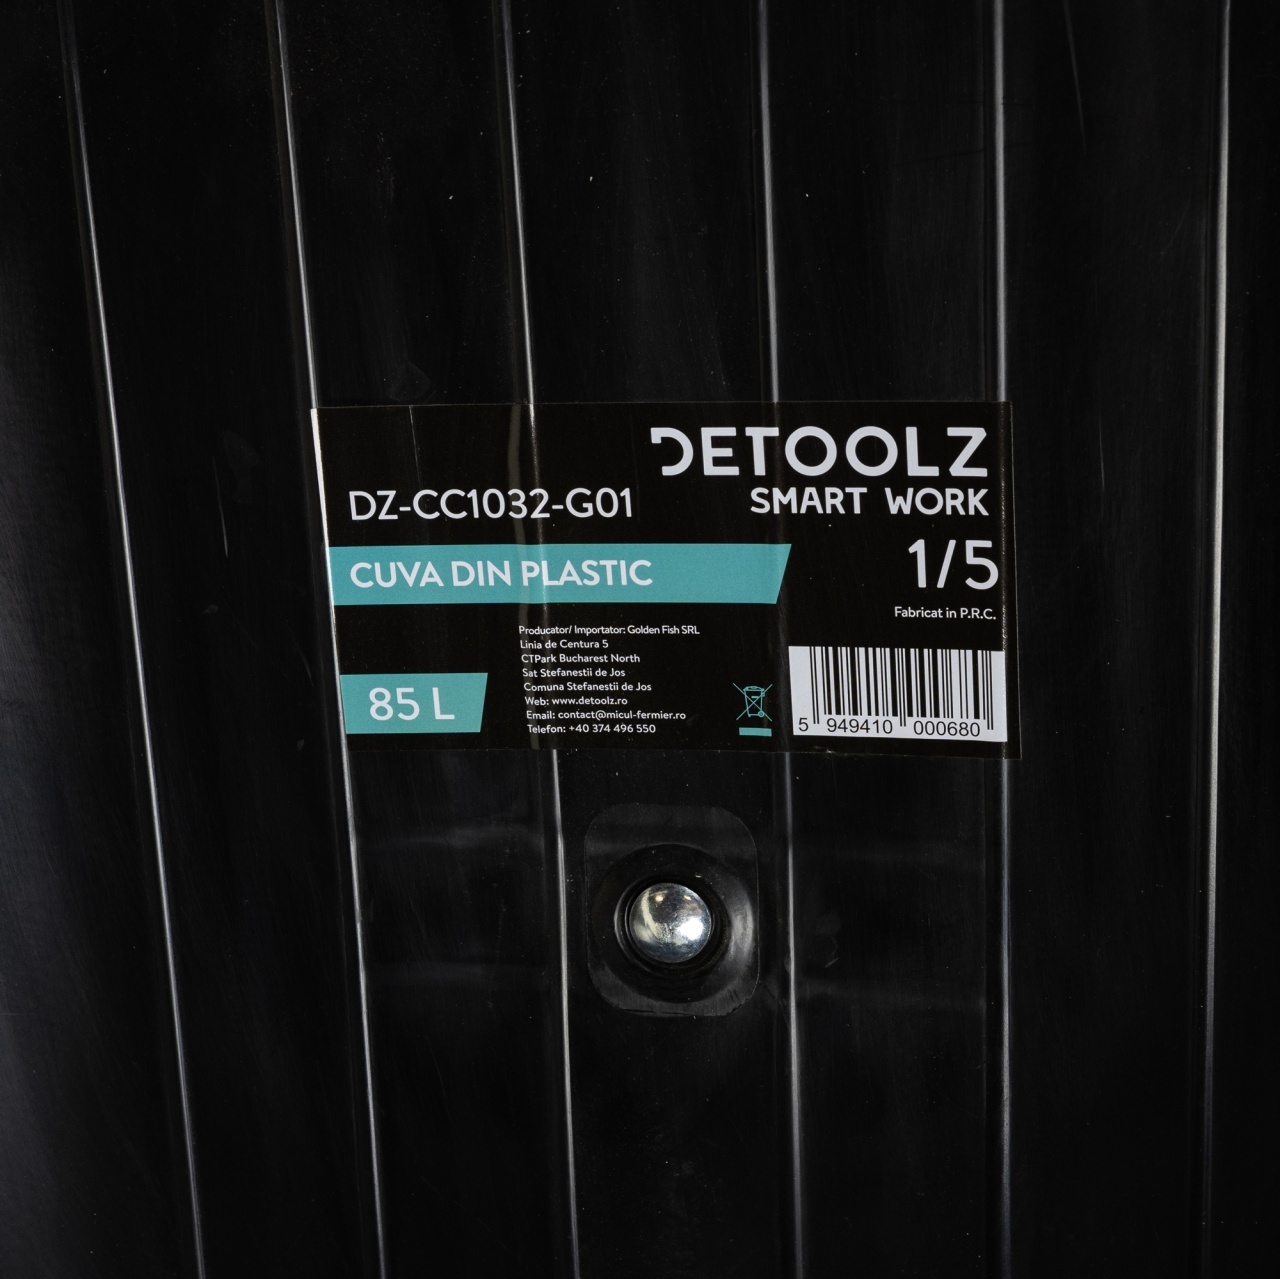 DETOOLZ
SMART WORK
DZ-CC1032-G01
1/5
CUVA DIN PLASTIC
Fabricat in P.R.C.
Producator/ Importator: Golden Fish SRL
Linia de Centura 5
CTPark Bucharest North
Sat Stefanestii de Jos
Comuna Stefanestii de Jos
Web: www.detoolz.ro
Email: contact@micul-fermier.ro
Telefon: +40 374 496 550
85 L
5 949410 000680